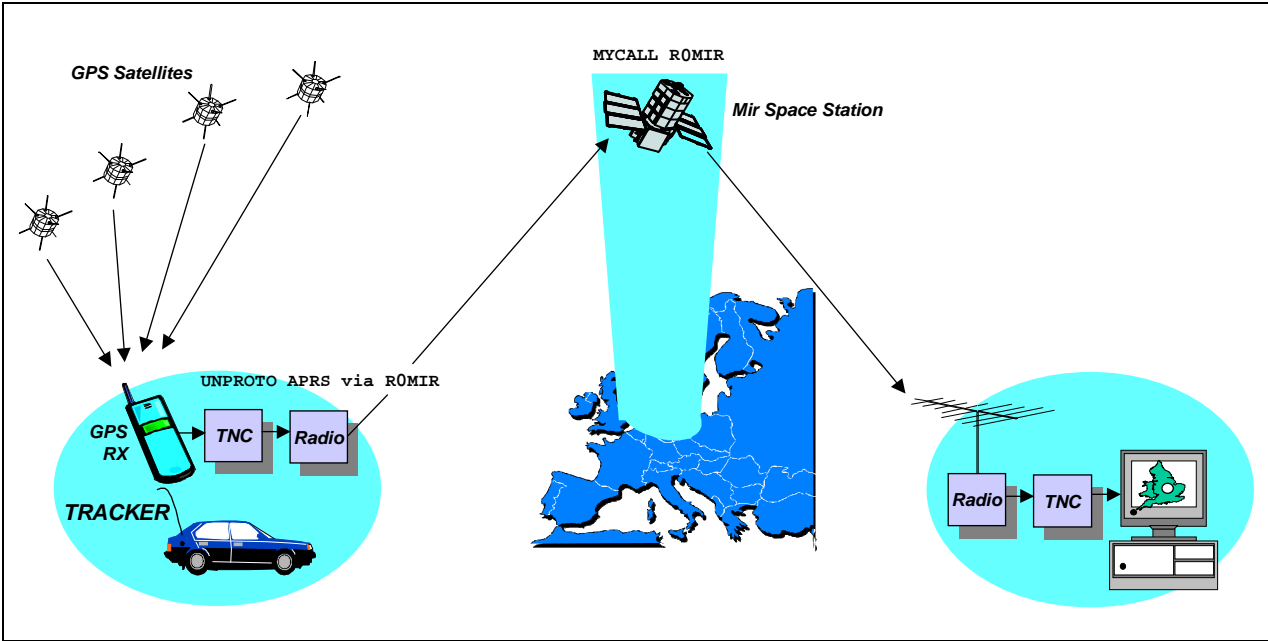 MYCALL R0MIR
GPS Satellites
Mir Space Station
UNPROTO APRS via R0MIR
GPS
RX
TNC
Radio
TRACKER
Radio
TNC